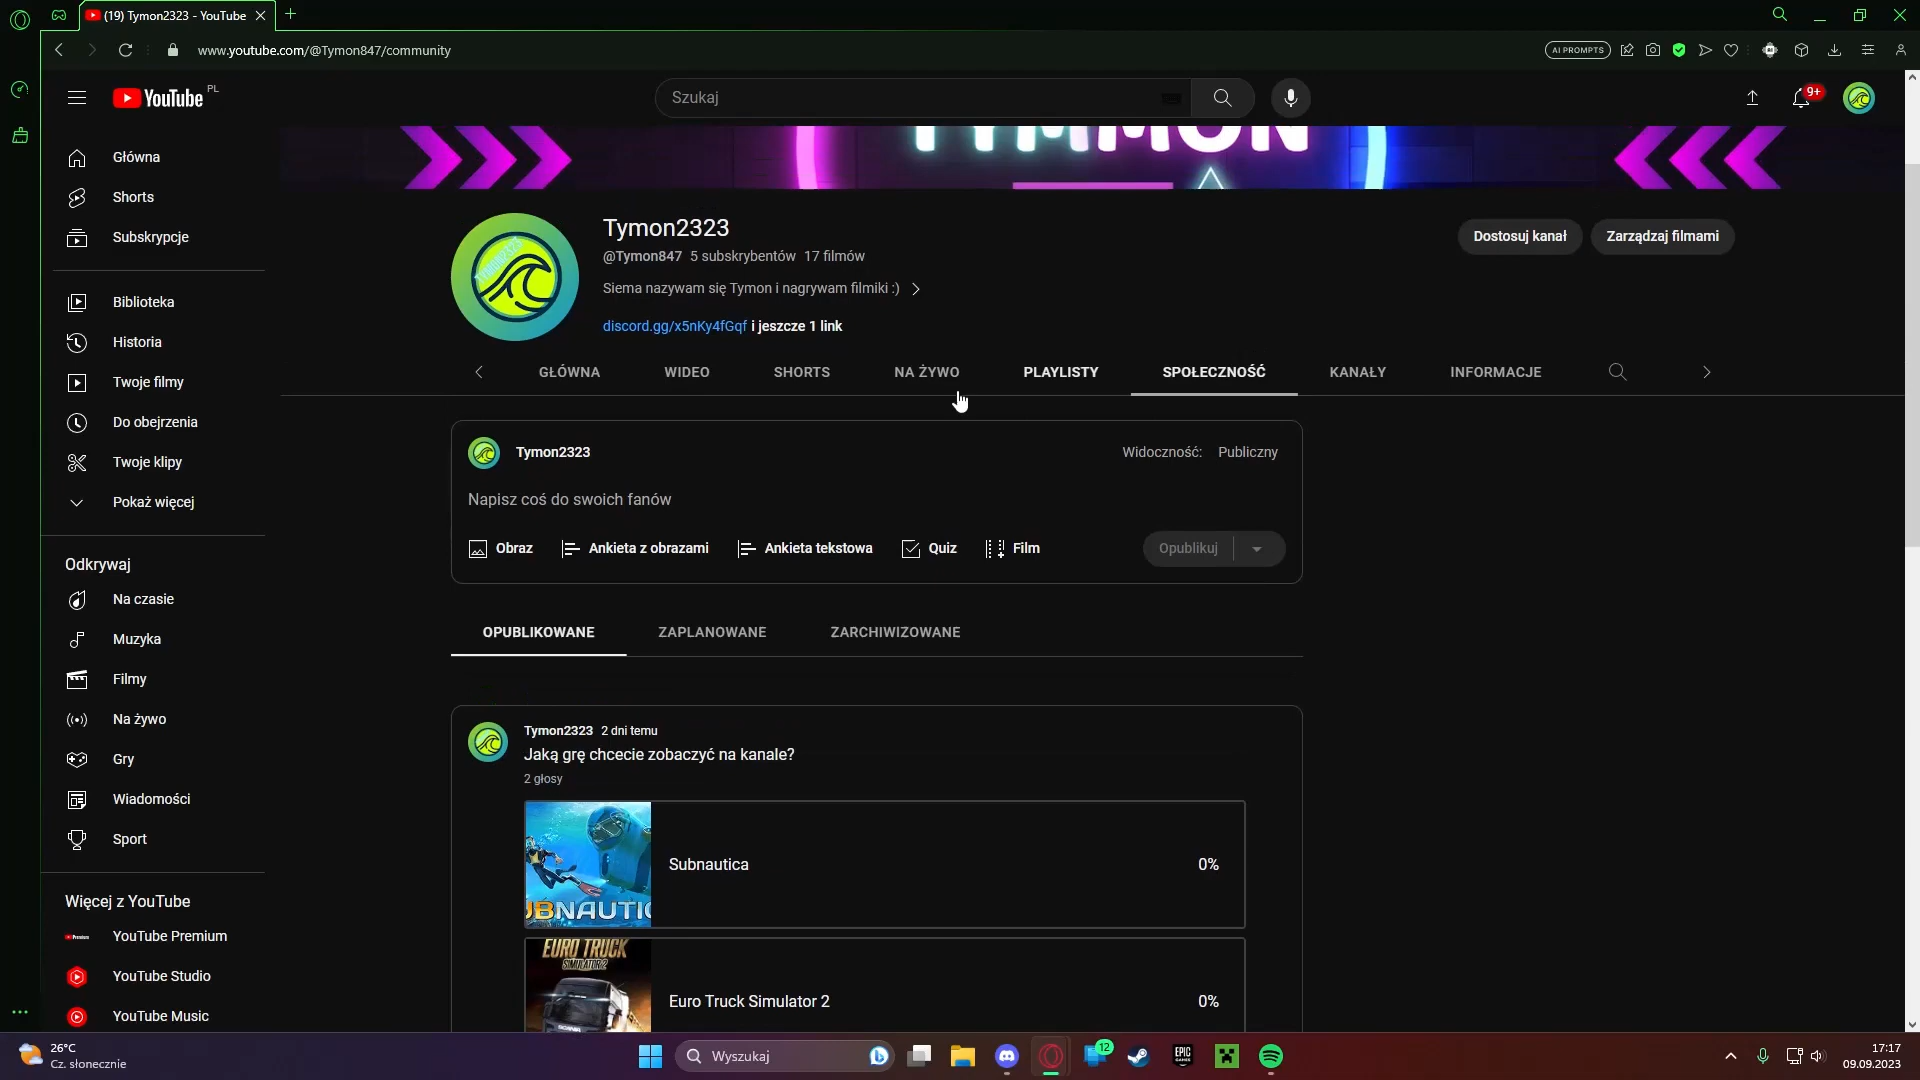 (19) Tymon2323 - YouTube
www.youtube.com/@Tymon847/community
AI PROMPTS
YouTube PL
Szukaj
9+
Główna
Shorts
Subskrypcje
Biblioteka
Historia
Twoje filmy
Do obejrzenia
Twoje klipy
Pokaż więcej
Odkrywaj
Na czasie
Muzyka
Filmy
Na żywo
Gry
Wiadomości
Sport
Więcej z YouTube
YouTube Premium
YouTube Studio
YouTube Music
TYMMON
TYMON2323
Tymon2323
@Tymon847 5 subskrybentów 17 filmów
Siema nazywam się Tymon i nagrywam filmiki :)
discord.gg/x5nKy4fGqf i jeszcze 1 link
Dostosuj kanał
Zarządzaj filmami
GŁÓWNA WIDEO SHORTS NA ŻYWO PLAYLISTY SPOŁECZNOŚĆ KANAŁY INFORMACJE
Tymon2323
Widoczność: Publiczny
Napisz coś do swoich fanów
Obraz Ankieta z obrazami Ankieta tekstowa Quiz Film
Opublikuj
OPUBLIKOWANE ZAPLANOWANE ZARCHIWIZOWANE
Tymon2323 2 dni temu
Jaką grę chcecie zobaczyć na kanale?
2 głosy
UBNAUTIC
Subnautica 0%
EURO TRUCK
SIMULATOR 2
SCANIA
Euro Truck Simulator 2 0%
26°C
Cz. słonecznie
Wyszukaj
12
EPIC
GAMES
17:17
09.09.2023